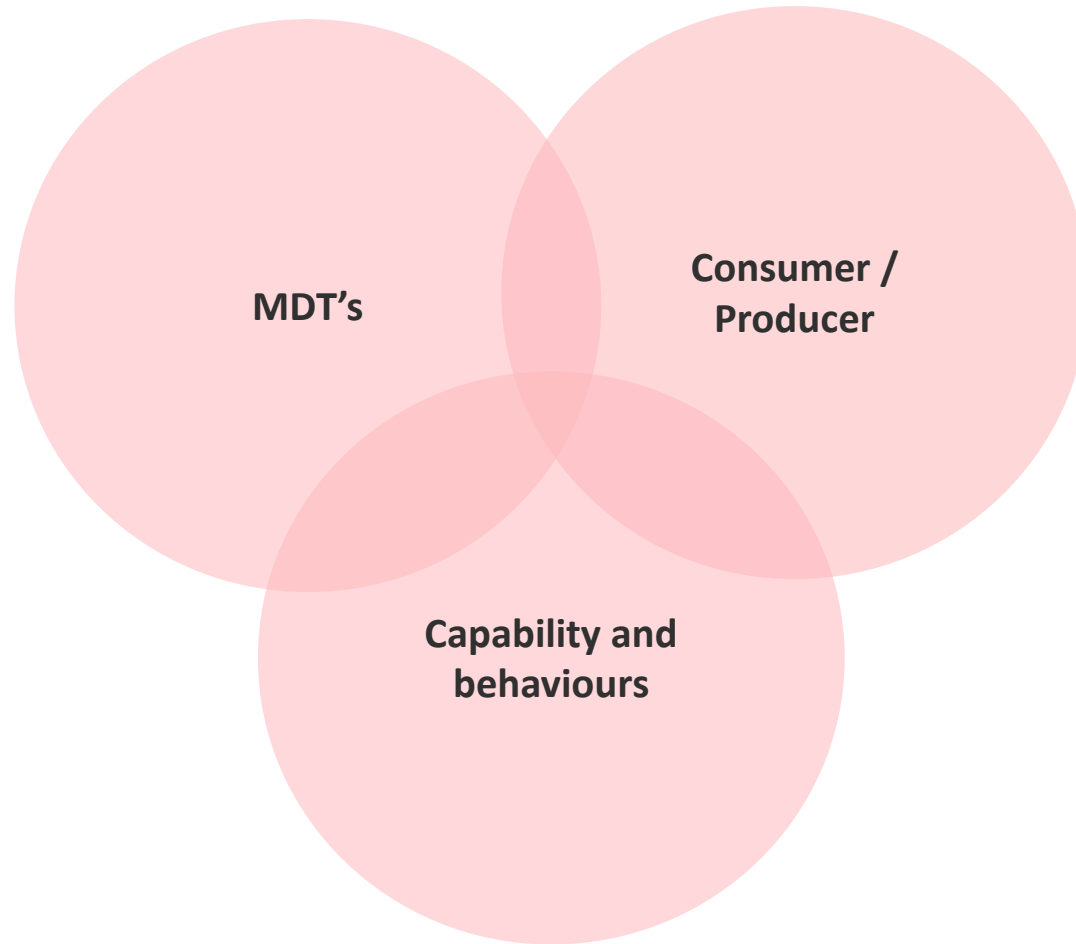 MDT’s
Consumer /
Producer
Capability and
behaviours